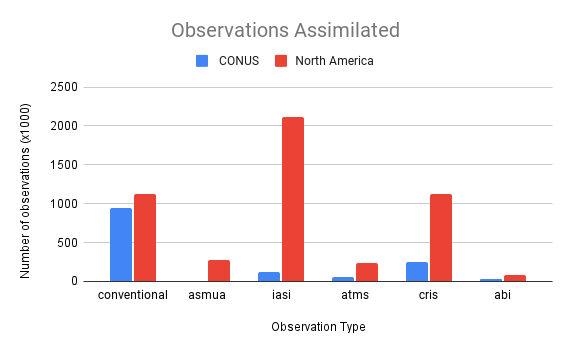 Observations Assimilated
CONUS North America
Number of observations (x1000)
2500
2000
1500
1000
500
0
conventional asmua iasi atms cris abi
Observation Type